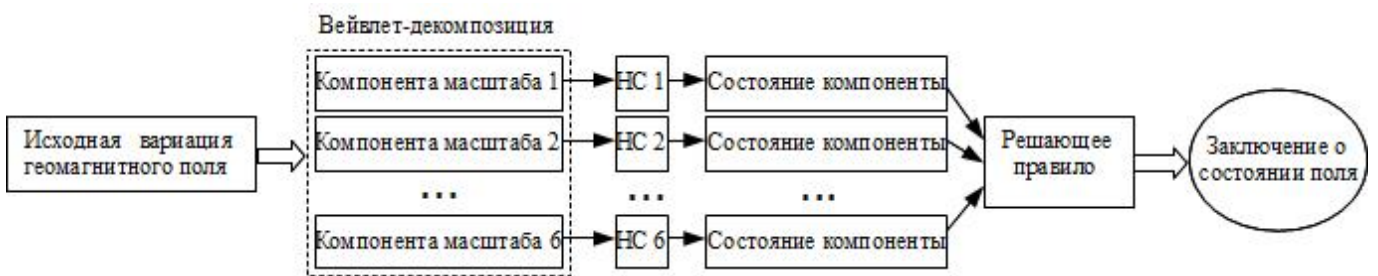 Вейвлет-декомпозиция
Исходная вариация
геомагнитного поля
Компонента масштаба 1
НС 1
Состояние компоненты
Компонента масштаба 2
НС 2
Состояние компоненты
...
...
...
Компонента масштаба 6
НС 6
Состояние компоненты
Решающее
правило
Заключение о
состоянии поля